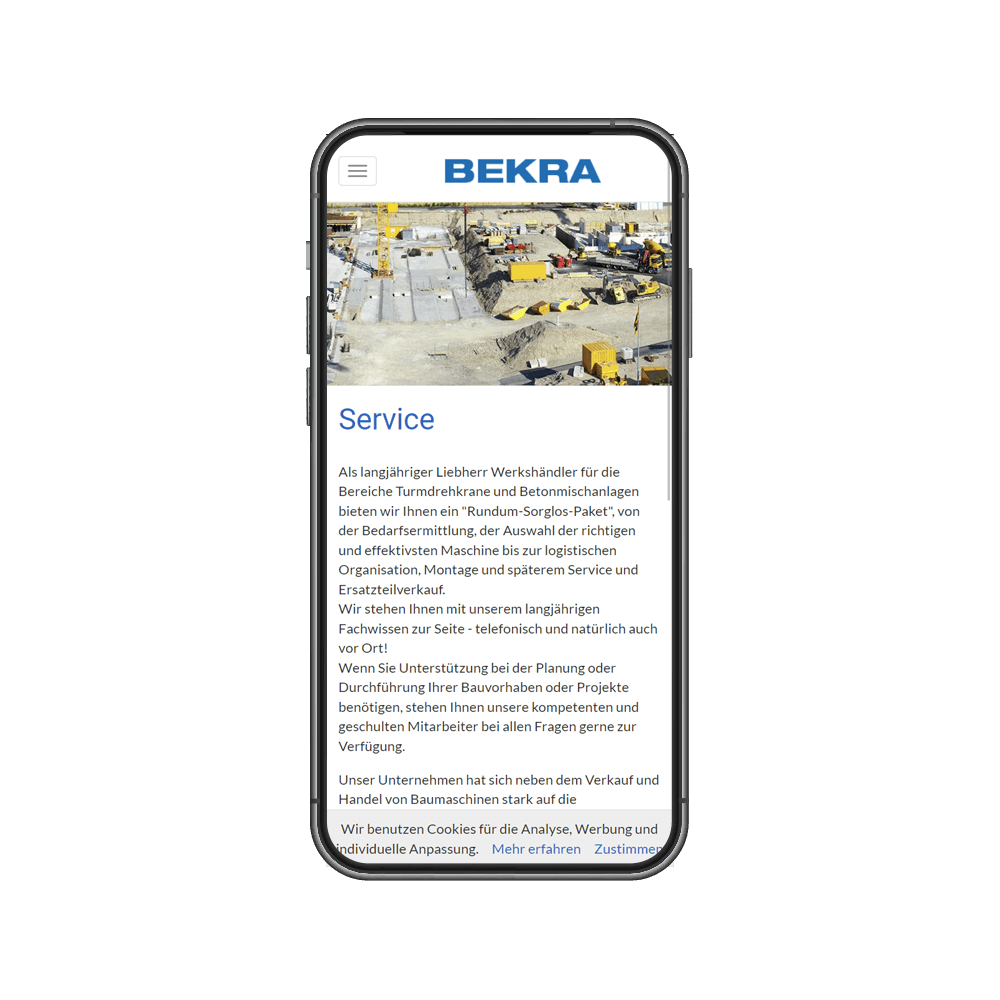 BEKRA
Service
Als langjähriger Liebherr Werkshändler für die
Bereiche Turmdrehkrane und Betonmischanlagen
bieten wir Ihnen ein "Rundum-Sorglos-Paket", von
der Bedarfsermittlung, der Auswahl der richtigen
und effektivsten Maschine bis zur logistischen
Organisation, Montage und späterem Service und
Ersatzteilverkauf.
Wir stehen Ihnen mit unserem langjährigen
Fachwissen zur Seite - telefonisch und natürlich auch
vor Ort!
Wenn Sie Unterstützung bei der Planung oder
Durchführung Ihrer Bauvorhaben oder Projekte
benötigen, stehen Ihnen unsere kompetenten und
geschulten Mitarbeiter bei allen Fragen gerne zur
Verfügung.
Unser Unternehmen hat sich neben dem Verkauf und
Handel von Baumaschinen stark auf die
Wir benutzen Cookies für die Analyse, Werbung und
individuelle Anpassung. Mehr erfahren Zustimmen